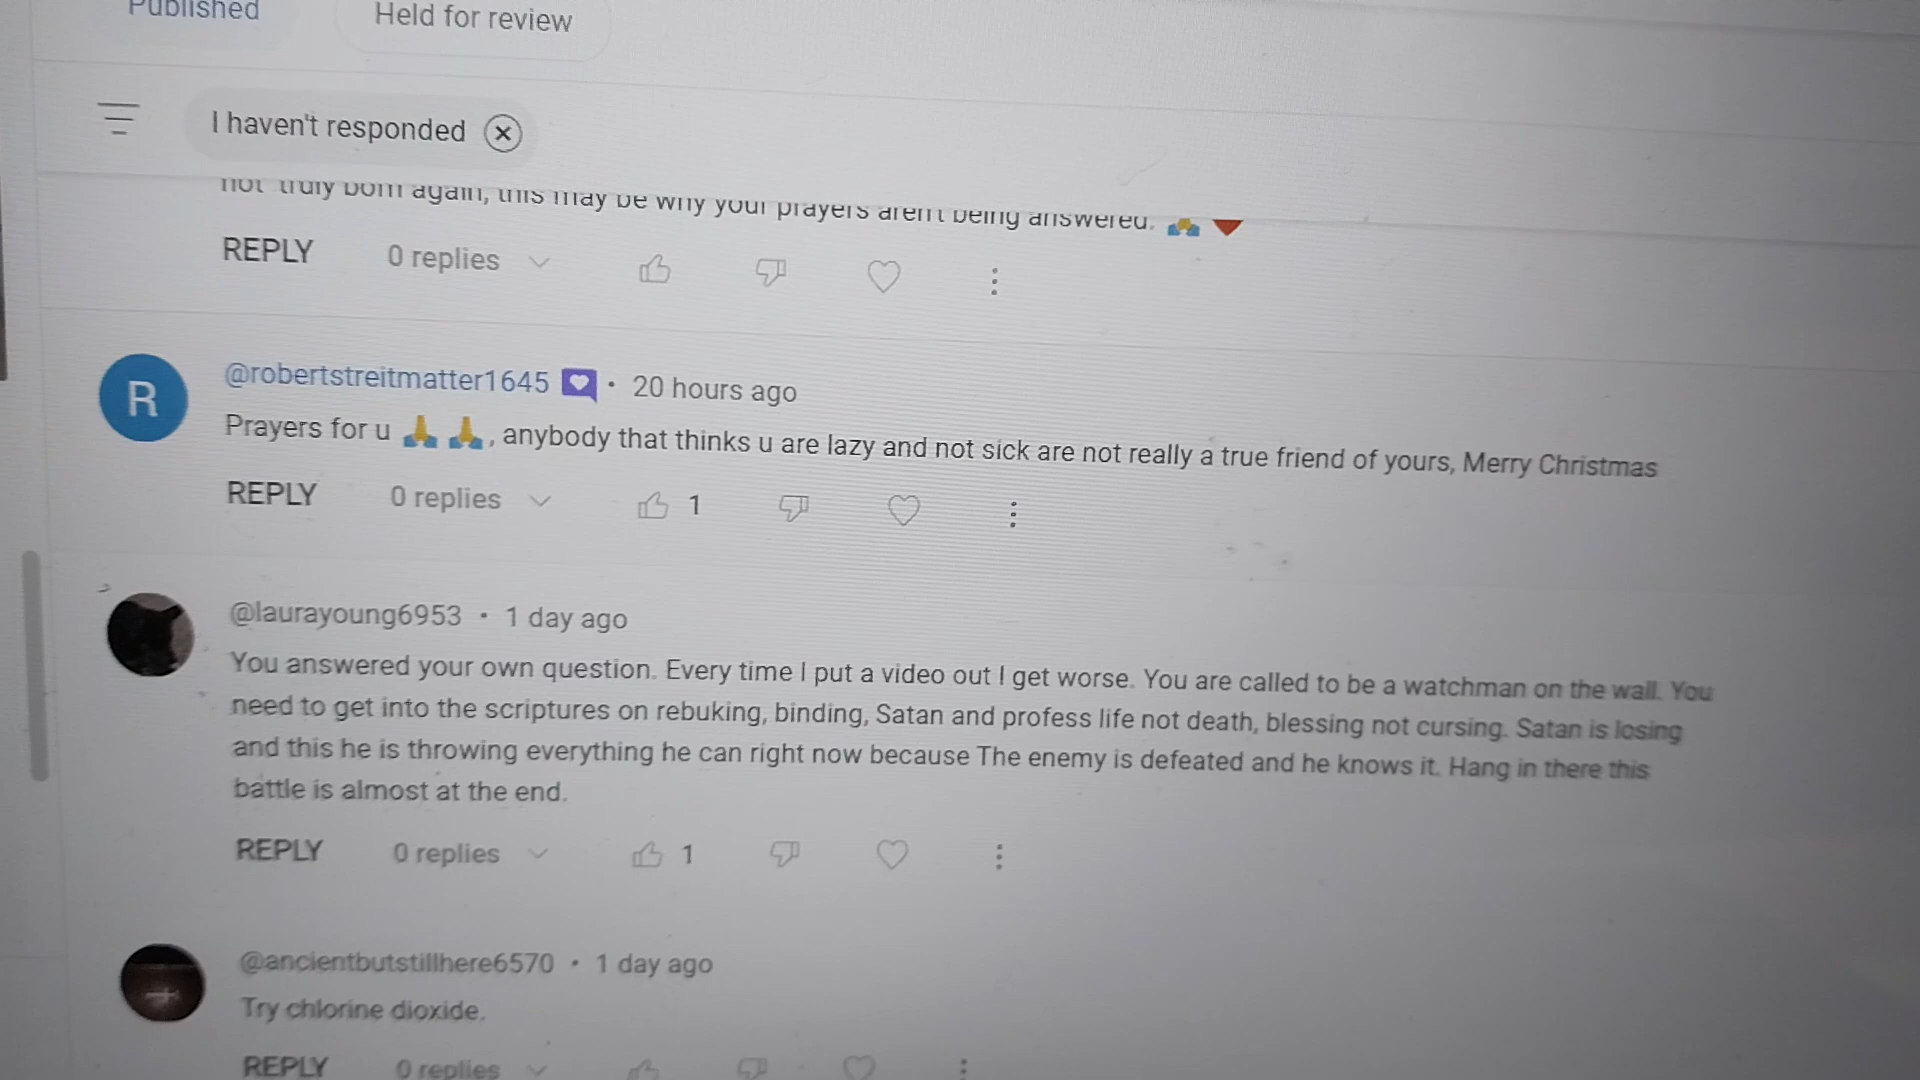 Published
Held for review
I haven't responded
not truly born again, this may be why your prayers aren't being answered. 🙏 ❤️
REPLY 0 replies
R
@robertstreitmatter1645 · 20 hours ago
Prayers for u 🙏 🙏, anybody that thinks u are lazy and not sick are not really a true friend of yours, Merry Christmas
REPLY 0 replies 1
@laurayoung6953 · 1 day ago
You answered your own question. Every time I put a video out I get worse. You are called to be a watchman on the wall. You
need to get into the scriptures on rebuking, binding, Satan and profess life not death, blessing not cursing. Satan is losing
and this he is throwing everything he can right now because The enemy is defeated and he knows it. Hang in there this
battle is almost at the end.
REPLY 0 replies 1
@ancientbutstillhere6570 · 1 day ago
Try chlorine dioxide.
REPLY 0 replies